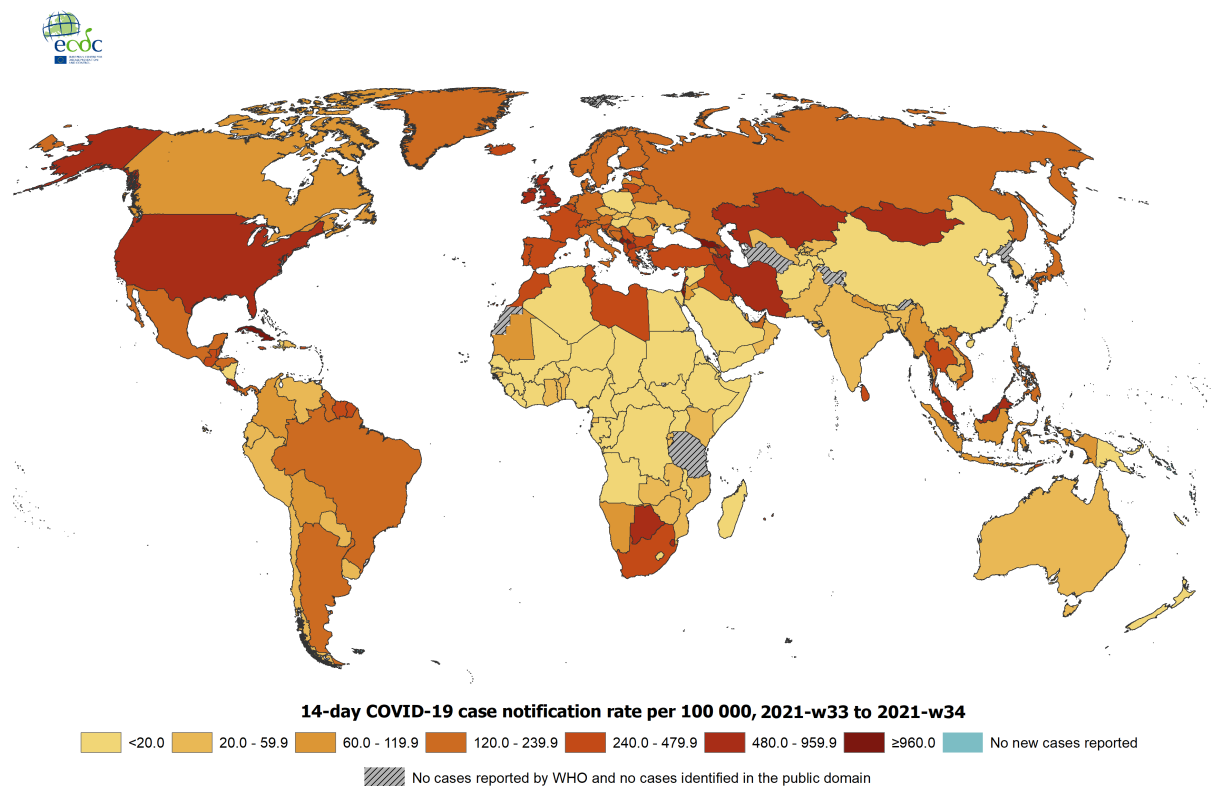 ecdc
14-day COVID-19 case notification rate per 100 000, 2021-w33 to 2021-w34
<20.0
20.0 - 59.9
60.0 - 119.9
120.0 - 239.9
240.0 - 479.9
480.0 - 959.9
≥960.0
No new cases reported
No cases reported by WHO and no cases identified in the public domain